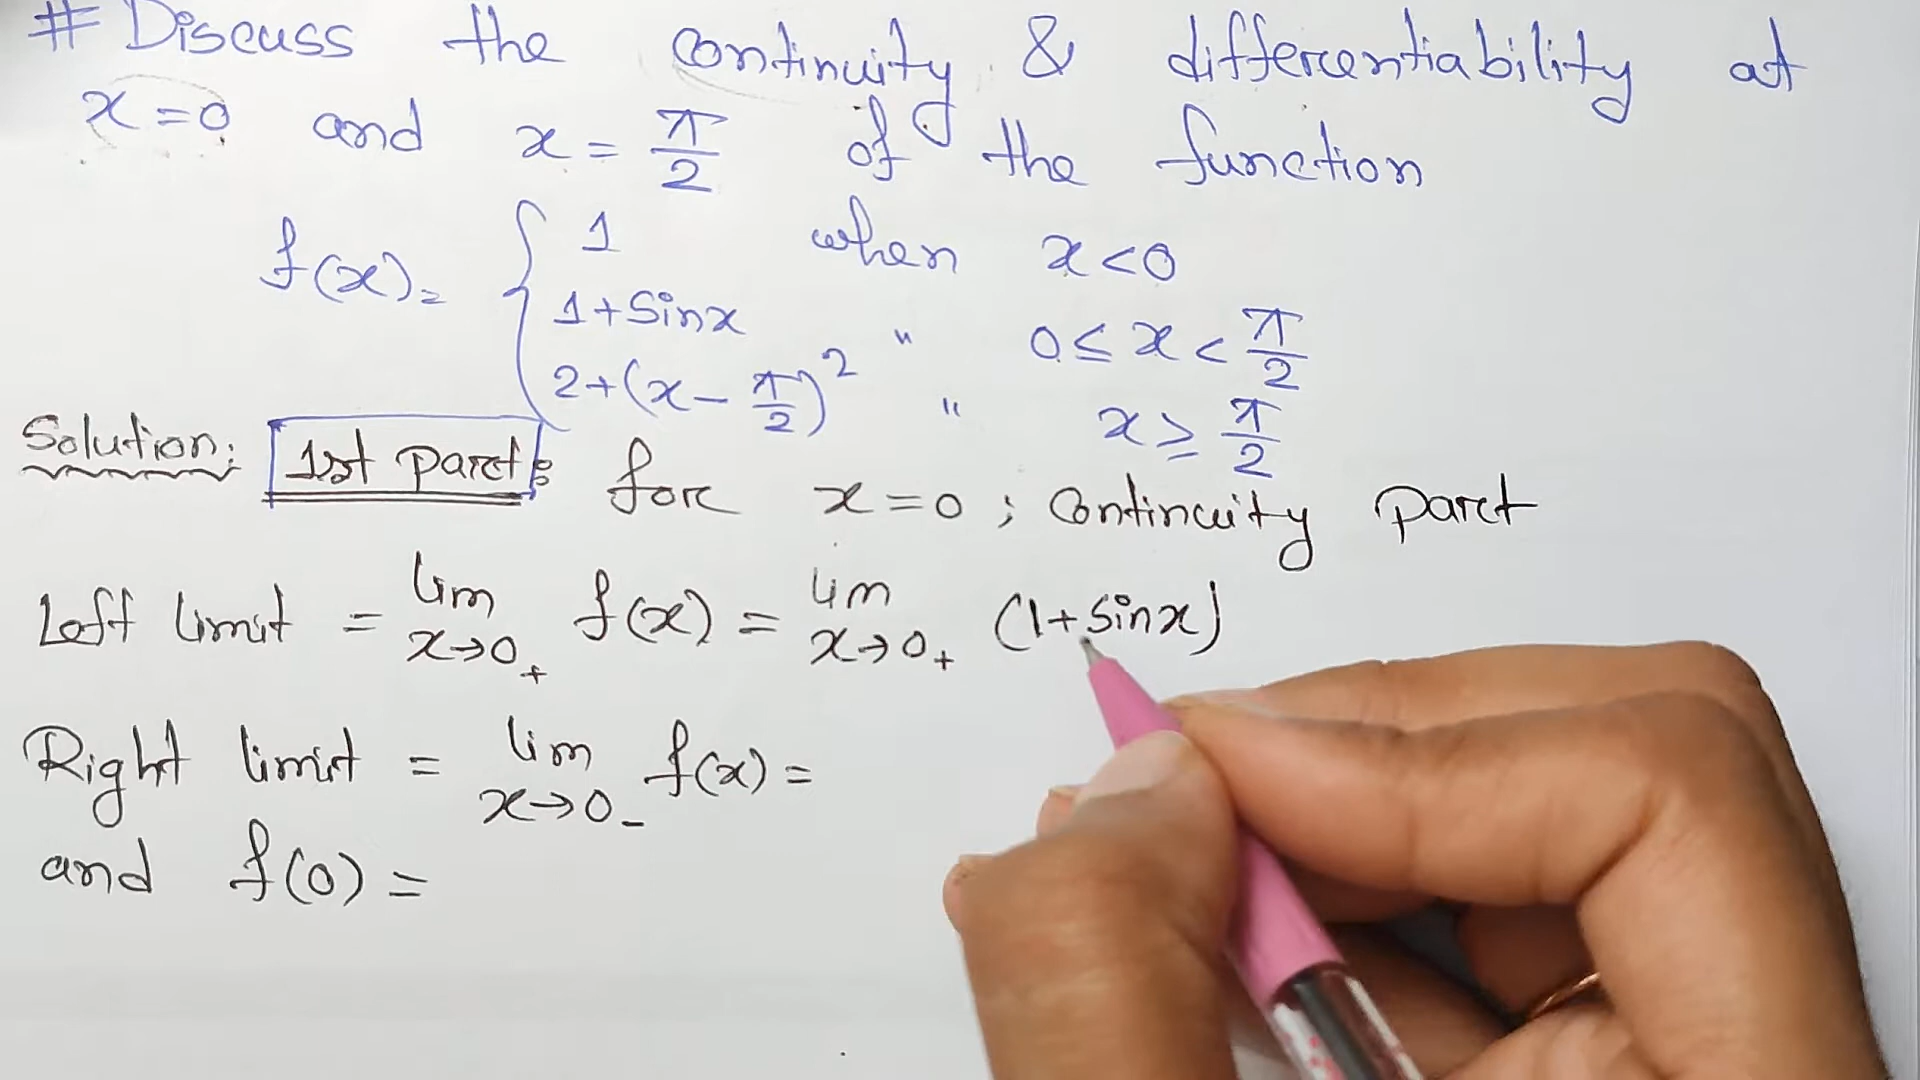 # Discuss the continuity & differentiability at
x = 0 and x = π/2 of the function
f(x) = { 1 when x < 0
1 + Sinx " 0 ≤ x < π/2
2 + (x - π/2)² " x ≥ π/2
Solution: 1st part: for x = 0 ; Continuity part
Left limit = lim x→0+ f(x) = lim x→0+ (1 + Sinx)
Right limit = lim x→0- f(x) =
and f(0) =